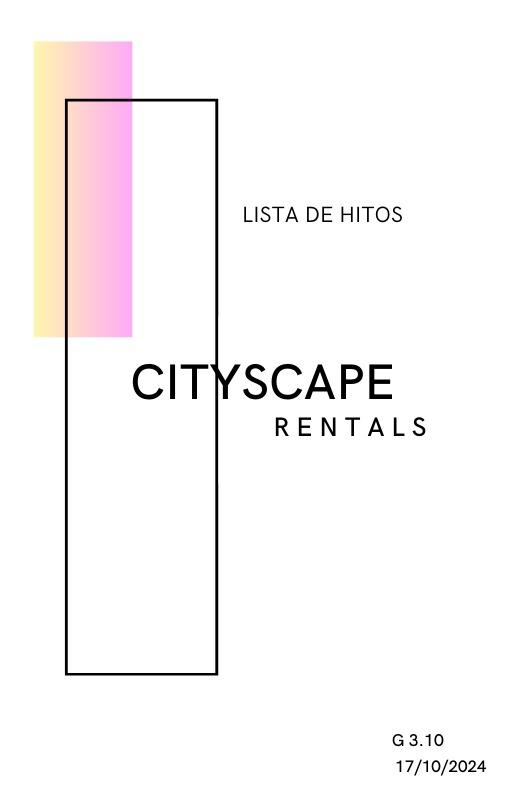 LISTA DE HITOS
CITYSCAPE
RENTALS
G 3.10
17/10/2024